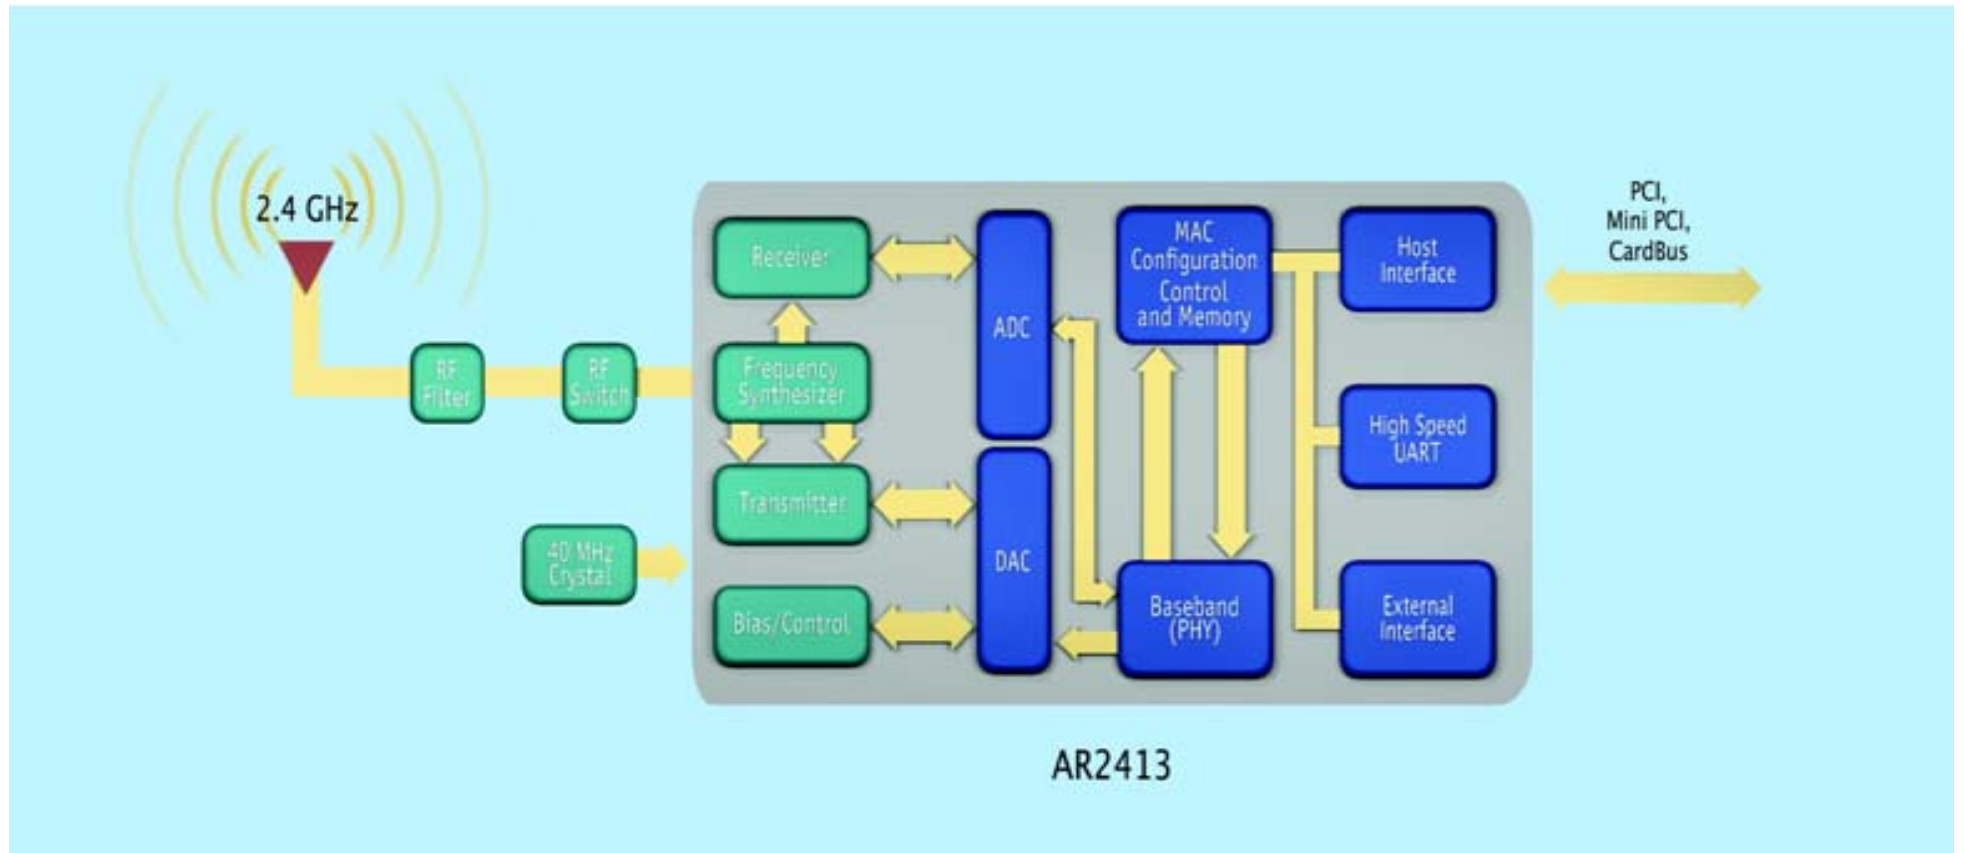 2.4 GHz
RF
Filter
RF
Switch
40 MHz
Crystal
Receiver
Frequency
Synthesizer
Transmitter
Bias/Control
ADC
DAC
MAC
Configuration
Control
and Memory
Baseband
(PHY)
Host
Interface
High Speed
UART
External
Interface
PCI,
Mini PCI,
CardBus
AR2413